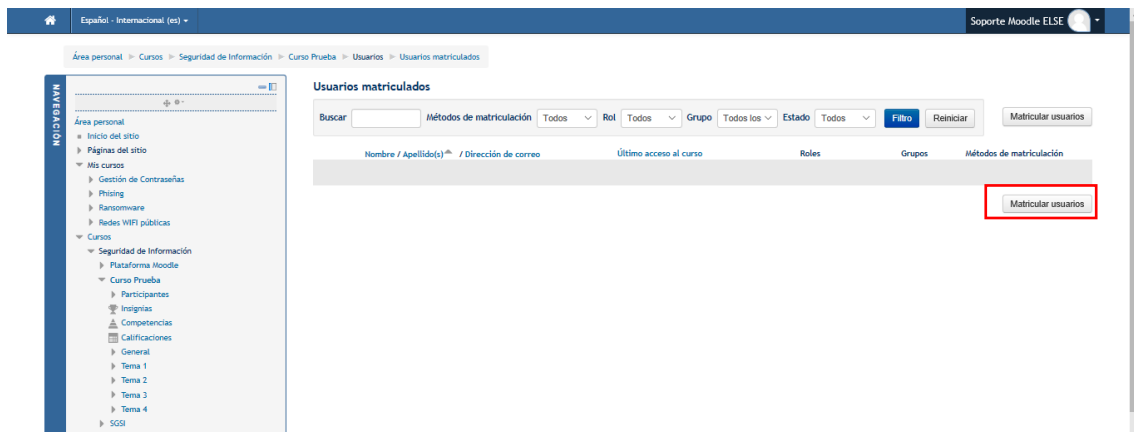 Español - Internacional (es)
Soporte Moodle ELSE
Área personal Cursos Seguridad de Información Curso Prueba Usuarios Usuarios matriculados
NAVEGACIÓN
Área personal
Inicio del sitio
Páginas del sitio
Mis cursos
Gestión de Contraseñas
Phising
Ransomware
Redes WIFI públicas
Cursos
Seguridad de Información
Plataforma Moodle
Curso Prueba
Participantes
Insignias
Competencias
Calificaciones
General
Tema 1
Tema 2
Tema 3
Tema 4
SGSI
Usuarios matriculados
Buscar Métodos de matriculación Todos Rol Todos Grupo Todos los Estado Todos Filtro Reiniciar Matricular usuarios
Nombre / Apellido(s) / Dirección de correo Último acceso al curso Roles Grupos Métodos de matriculación
Matricular usuarios